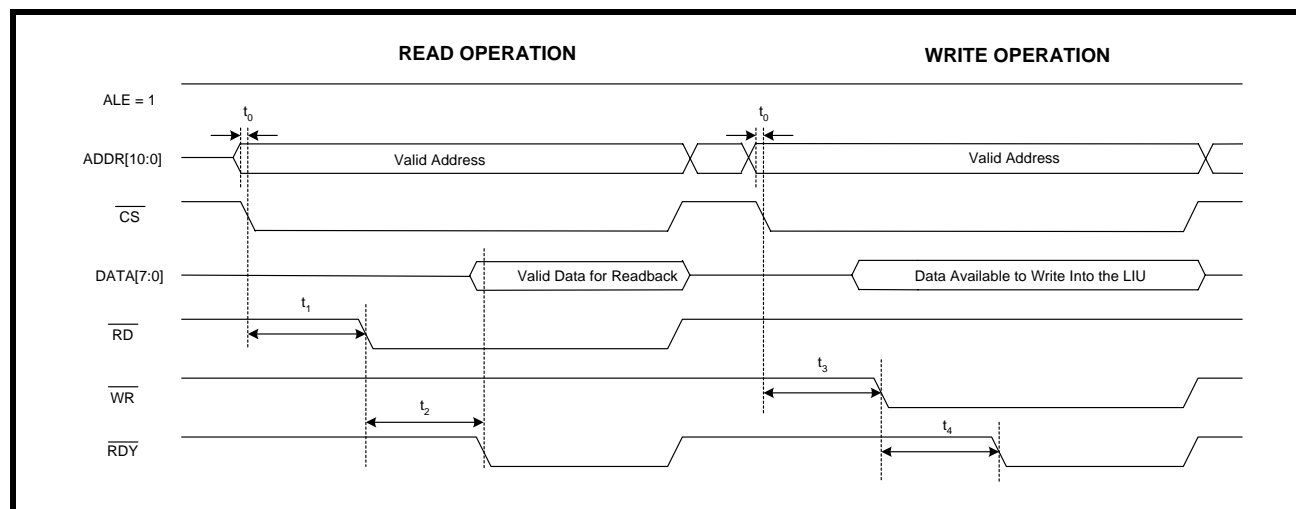 READ OPERATION WRITE OPERATION
ALE = 1
t0 t0
ADDR[10:0] Valid Address Valid Address
CS
DATA[7:0] Valid Data for Readback Data Available to Write Into the LIU
t1
RD
t3
WR
t2 t4
RDY